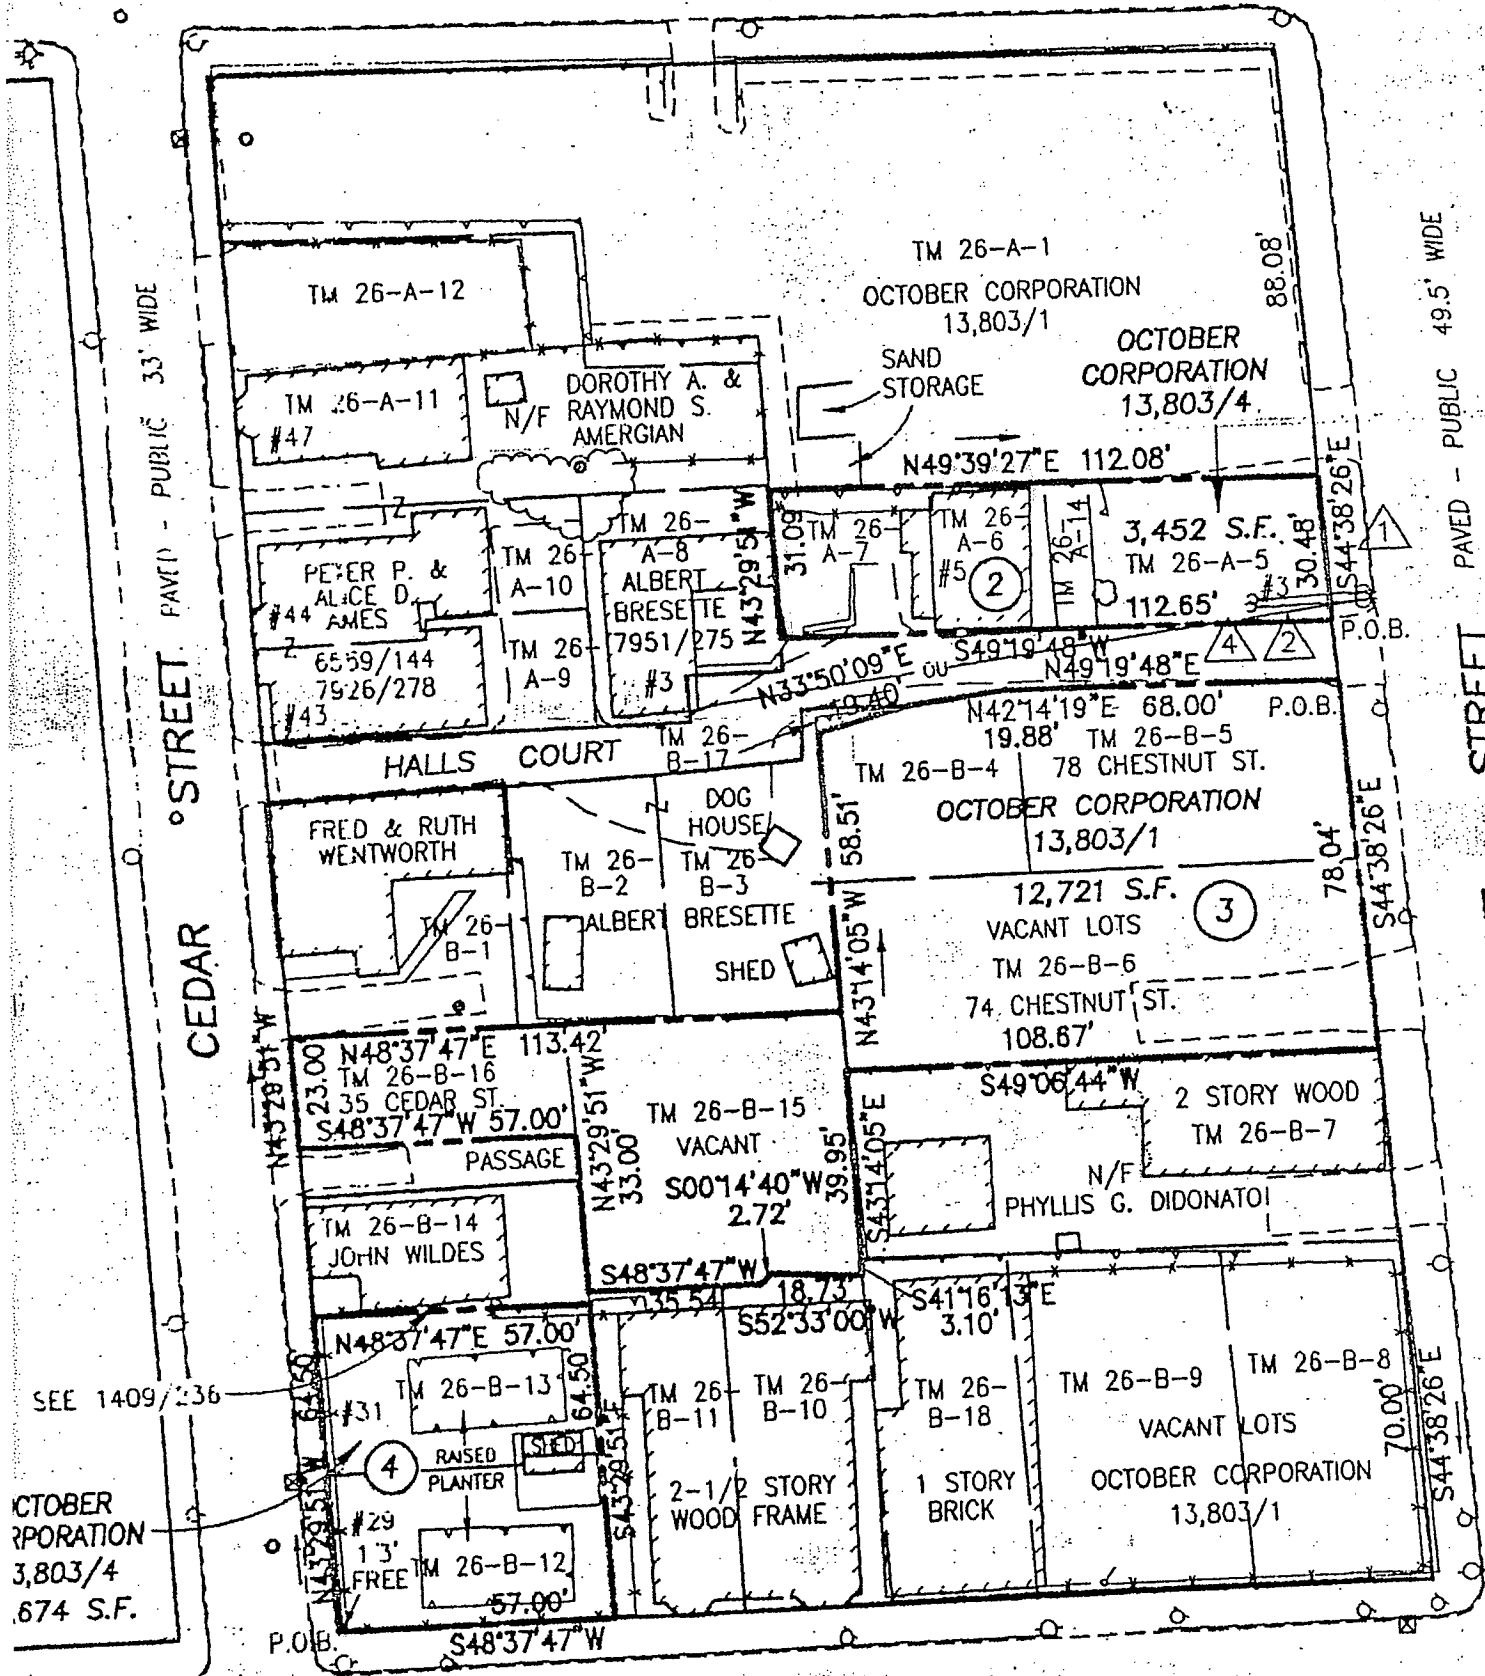 TM 26-A-1
OCTOBER CORPORATION
13,803/1
88.08'
49.5' WIDE
PAVED - PUBLIC
STREET
TM 26-A-12
33' WIDE
PAVED - PUBLIC
STREET
CEDAR
SAND
STORAGE
OCTOBER
CORPORATION
13,803/4
TM 26-A-11
#47
DOROTHY A. &
N/F RAYMOND S.
AMERGIAN
N49°39'27"E 112.08'
S44°38'26"E
N43°29'51"W
31.09
TM 26-
A-7
TM 26-
A-6
#5
2
TM 26-
A-14
3,452 S.F.
TM 26-A-5
#3
30.48'
112.65'
1
P.O.B.
PETER P. &
ALICE D.
AMES
#44
6559/144
7926/278
#43
TM 26
A-10
TM 26-
A-9
TM 26-
A-8
ALBERT
BRESETTE
7951/275
#3
S49°19'48"W
4
2
N33°50'09"E
OU
N49°19'48"E
19.40'
N42°14'19"E 68.00'
P.O.B.
19.88'
TM 26-B-5
TM 26-B-4
78 CHESTNUT ST.
OCTOBER CORPORATION
13,803/1
HALLS COURT
TM 26-
B-17
FRED & RUTH
WENTWORTH
DOG
HOUSE
58.51'
78.04'
S44°38'26"E
TM 26-
B-2
TM 26-
B-3
ALBERT BRESETTE
TM 26-
B-1
SHED
N43°14'05"W
12,721 S.F.
VACANT LOTS
3
TM 26-B-6
74 CHESTNUT ST.
108.67'
N43°29'51"W
23.00
N48°37'47"E 113.42'
TM 26-B-16
35 CEDAR ST.
S48°37'47"W 57.00'
PASSAGE
N43°29'51"W
33.00'
TM 26-B-15
VACANT
S00°14'40"W
2.72'
39.95'
S43°14'05"E
S49°06'44"W
2 STORY WOOD
TM 26-B-7
N/F
PHYLLIS G. DIDONATO
TM 26-B-14
JOHN WILDES
S48°37'47"W
35.54
18.73'
S52°33'00"W
S41°16'13"E
3.10'
N48°37'47"E 57.00'
SEE 1409/236
64.50
TM 26-B-13
#31
64.50
4
RAISED
PLANTER
SHED
S43°29'51"E
N43°29'51"W
#29
1.3'
FREE
TM 26-B-12
57.00'
P.O.B.
S48°37'47"W
TM 26-
B-11
TM 26-
B-10
2-1/2 STORY
WOOD FRAME
TM 26-
B-18
1 STORY
BRICK
TM 26-B-9
TM 26-B-8
VACANT LOTS
OCTOBER CORPORATION
13,803/1
70.00'
S44°38'26"E
OCTOBER
RPORATION
3,803/4
,674 S.F.